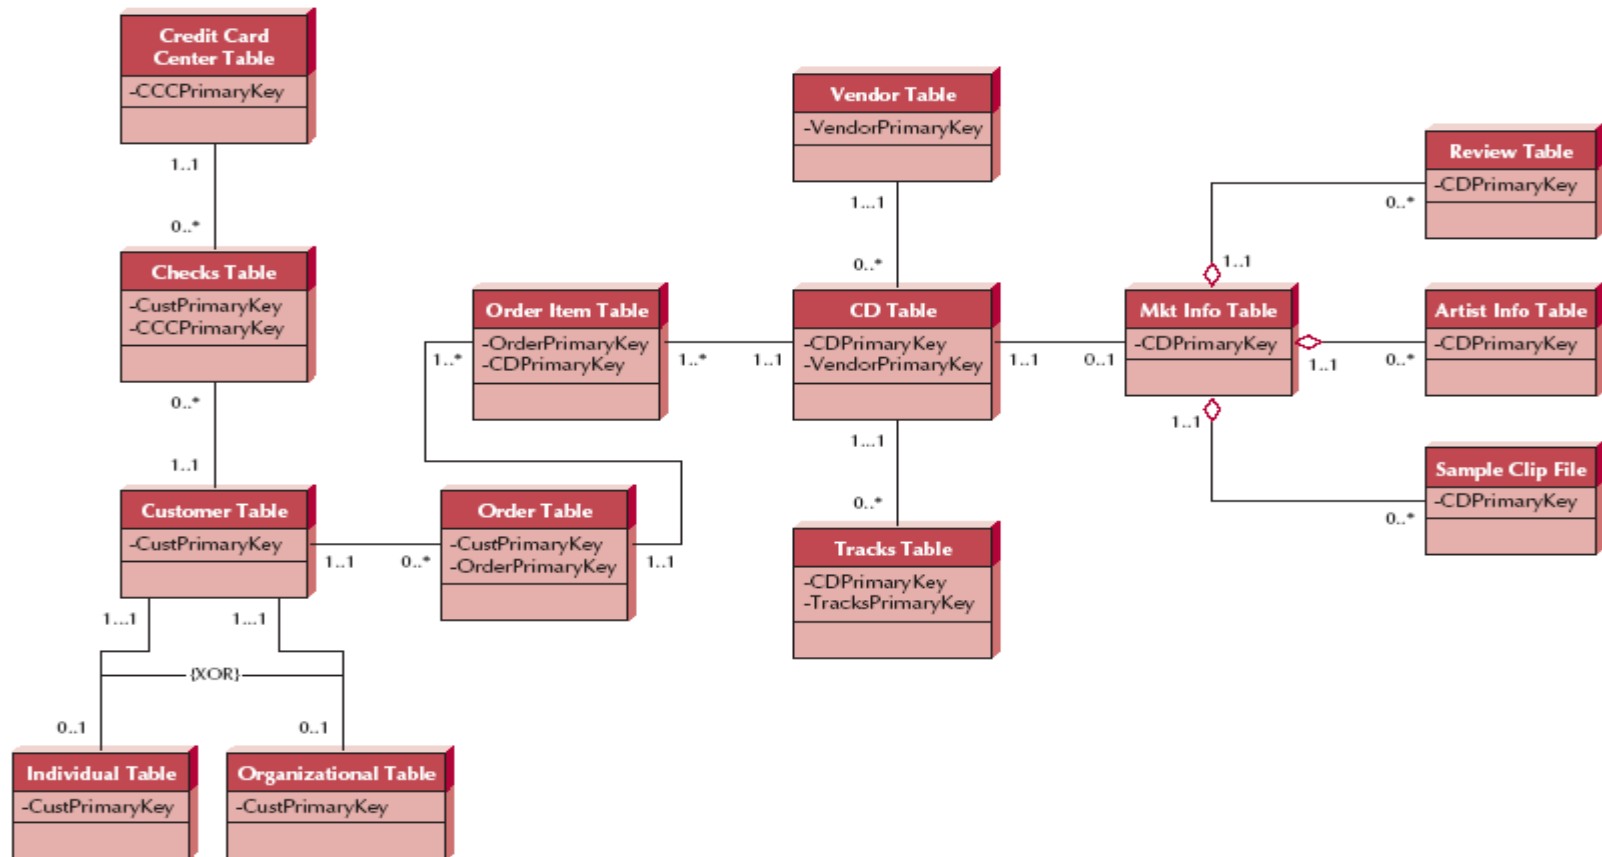 Credit Card
Center Table
-CCCPrimaryKey
1..1
0..*
Checks Table
-CustPrimaryKey
-CCCPrimaryKey
0..*
1..1
Customer Table
-CustPrimaryKey
1..1
0..*
Order Table
-CustPrimaryKey
-OrderPrimaryKey
1..1
1..*
Order Item Table
-OrderPrimaryKey
-CDPrimaryKey
1..*
1..1
Vendor Table
-VendorPrimaryKey
1...1
0..*
CD Table
-CDPrimaryKey
-VendorPrimaryKey
1...1
0..*
Tracks Table
-CDPrimaryKey
-TracksPrimaryKey
1..1
0..1
Mkt Info Table
-CDPrimaryKey
1..1
0..*
Review Table
-CDPrimaryKey
1..1
0..*
Artist Info Table
-CDPrimaryKey
1..1
0..*
Sample Clip File
-CDPrimaryKey
1...1
1...1
{XOR}
0..1
0..1
Individual Table
-CustPrimaryKey
Organizational Table
-CustPrimaryKey